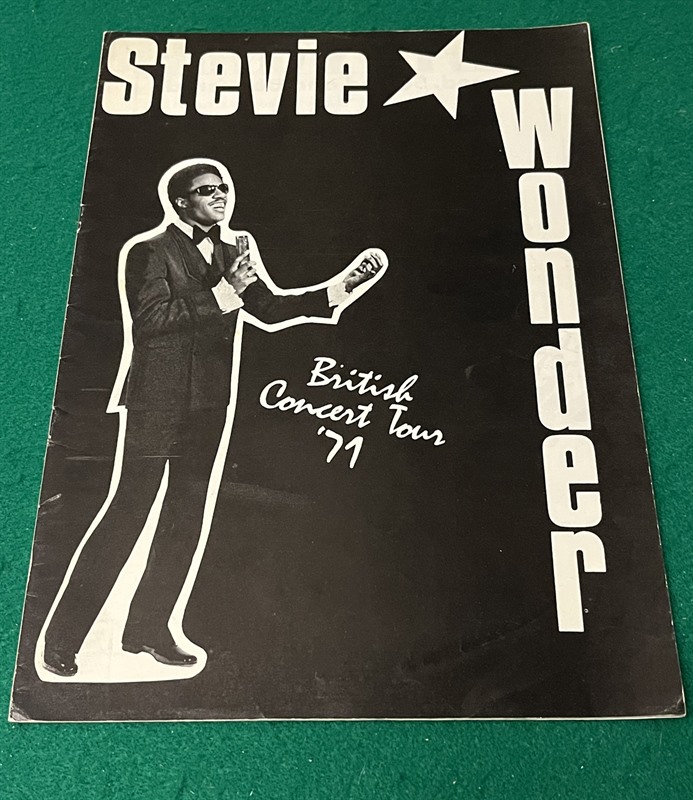 Stevie
Wonder
British
Concert Tour
'71